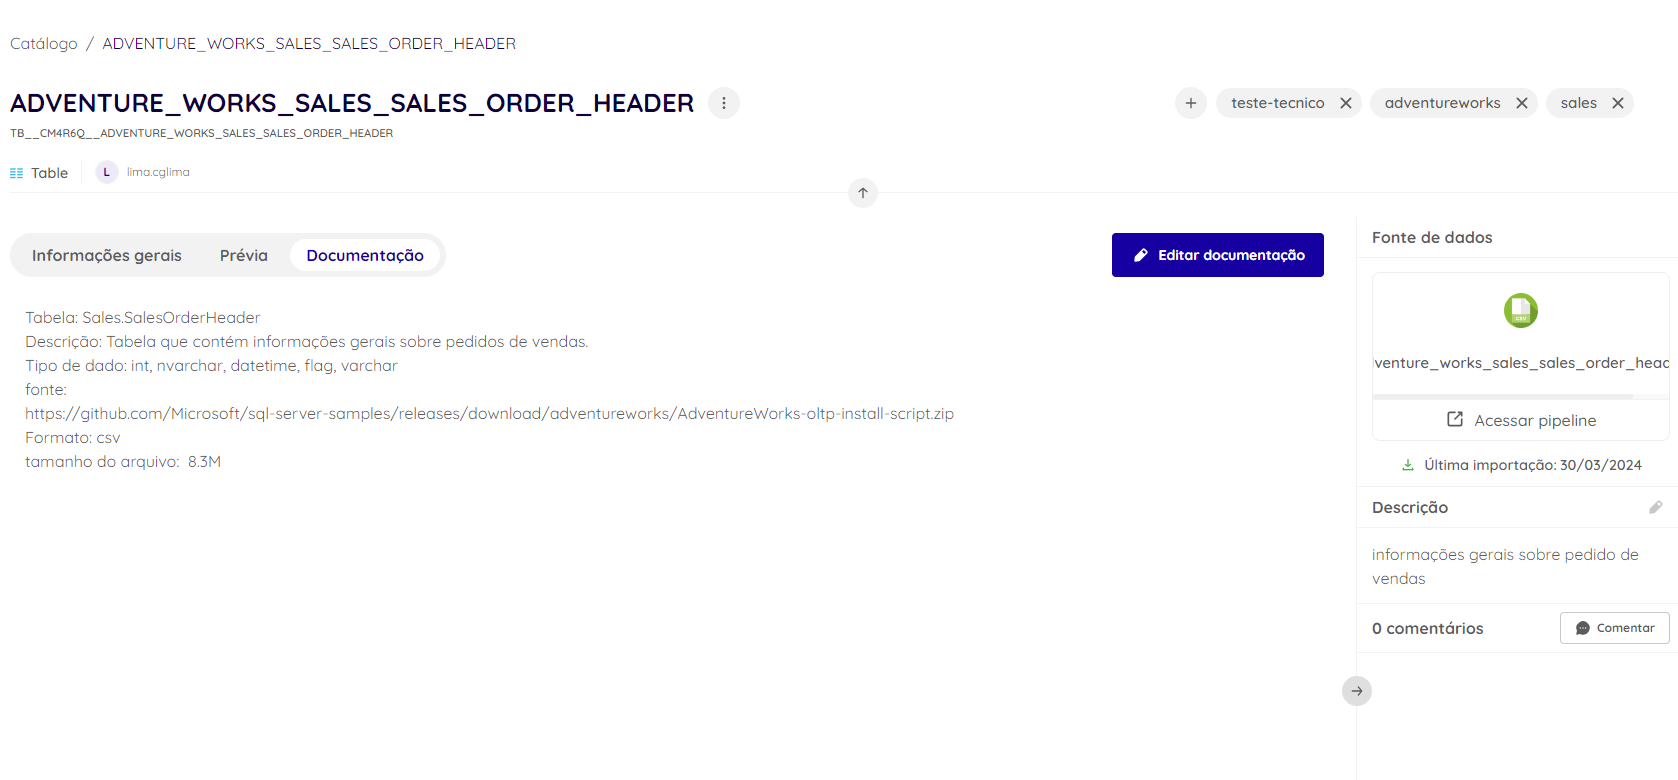 Catálogo / ADVENTURE_WORKS_SALES_SALES_ORDER_HEADER
ADVENTURE_WORKS_SALES_SALES_ORDER_HEADER
teste-tecnico
adventureworks
sales
TB__CM4R6Q__ADVENTURE_WORKS_SALES_SALES_ORDER_HEADER
Table
L
lima.cglima
Informações gerais
Prévia
Documentação
Editar documentação
Tabela: Sales.SalesOrderHeader
Descrição: Tabela que contém informações gerais sobre pedidos de vendas.
Tipo de dado: int, nvarchar, datetime, flag, varchar
fonte:
https://github.com/Microsoft/sql-server-samples/releases/download/adventureworks/AdventureWorks-oltp-install-script.zip
Formato: csv
tamanho do arquivo:  8.3M
Fonte de dados
CSV
venture_works_sales_sales_order_head
Acessar pipeline
Última importação: 30/03/2024
Descrição
informações gerais sobre pedido de
vendas
0 comentários
Comentar